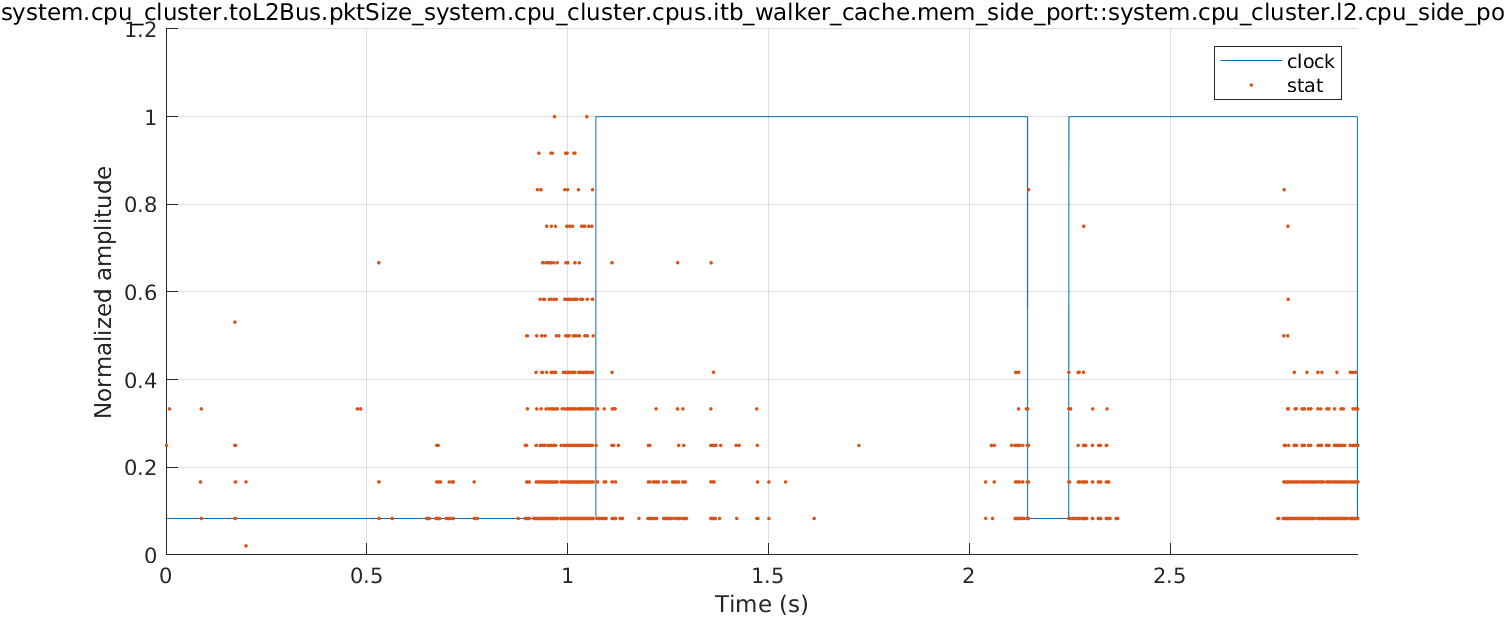 system.cpu_cluster.toL2Bus.pktSize_system.cpu_cluster.cpus.itb_walker_cache.mem_side_port::system.cpu_cluster.l2.cpu_side_po
1.2
1
0.8
0.6
0.4
0.2
0
Normalized amplitude
clock
stat
0 0.5 1 1.5 2 2.5
Time (s)